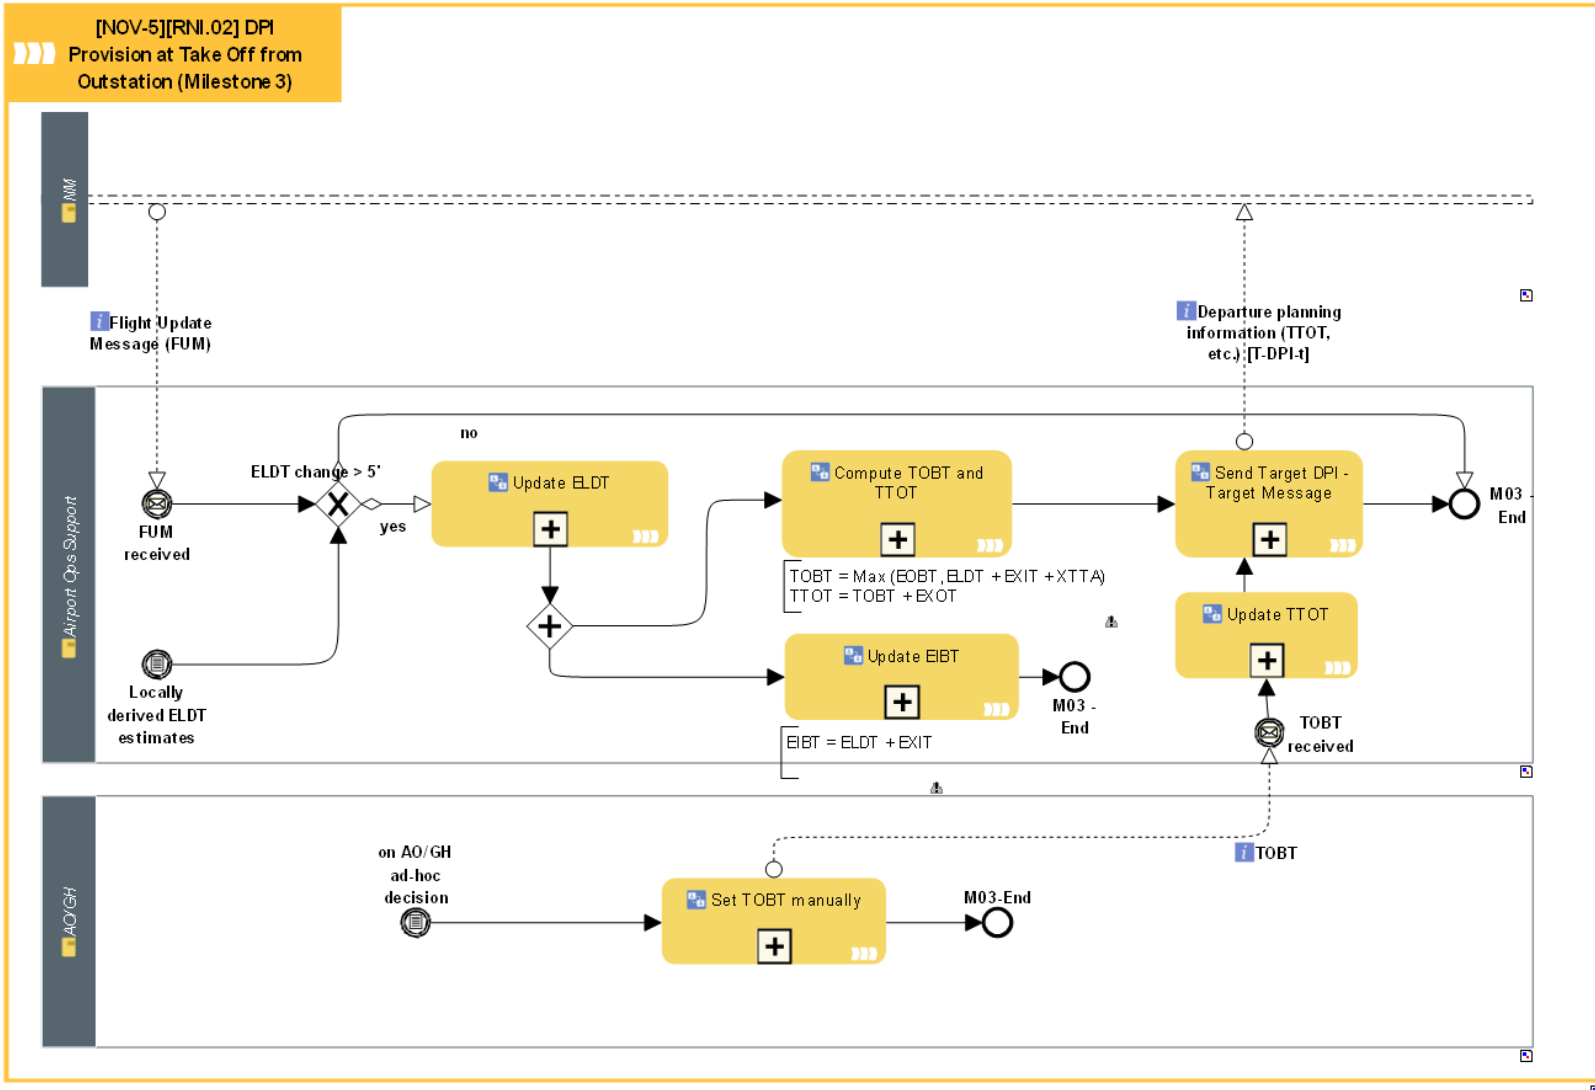 [NOV-5][RNI.02] DPI
Provision at Take Off from
Outstation (Milestone 3)
NM
Flight Update
Message (FUM)
Departure planning
information (TTOT,
etc.) [T-DPI-t]
Airport Ops Support
no
ELDT change > 5'
yes
FUM
received
Update ELDT
Compute TOBT and
TTOT
Send Target DPI -
Target Message
M03 -
End
TOBT = Max (EOBT, ELDT + EXIT + XTTA)
TTOT = TOBT + EXOT
Update TTOT
Locally
derived ELDT
estimates
Update EIBT
M03 -
End
EIBT = ELDT + EXIT
TOBT
received
AO/GH
on AO/GH
ad-hoc
decision
Set TOBT manually
M03-End
TOBT